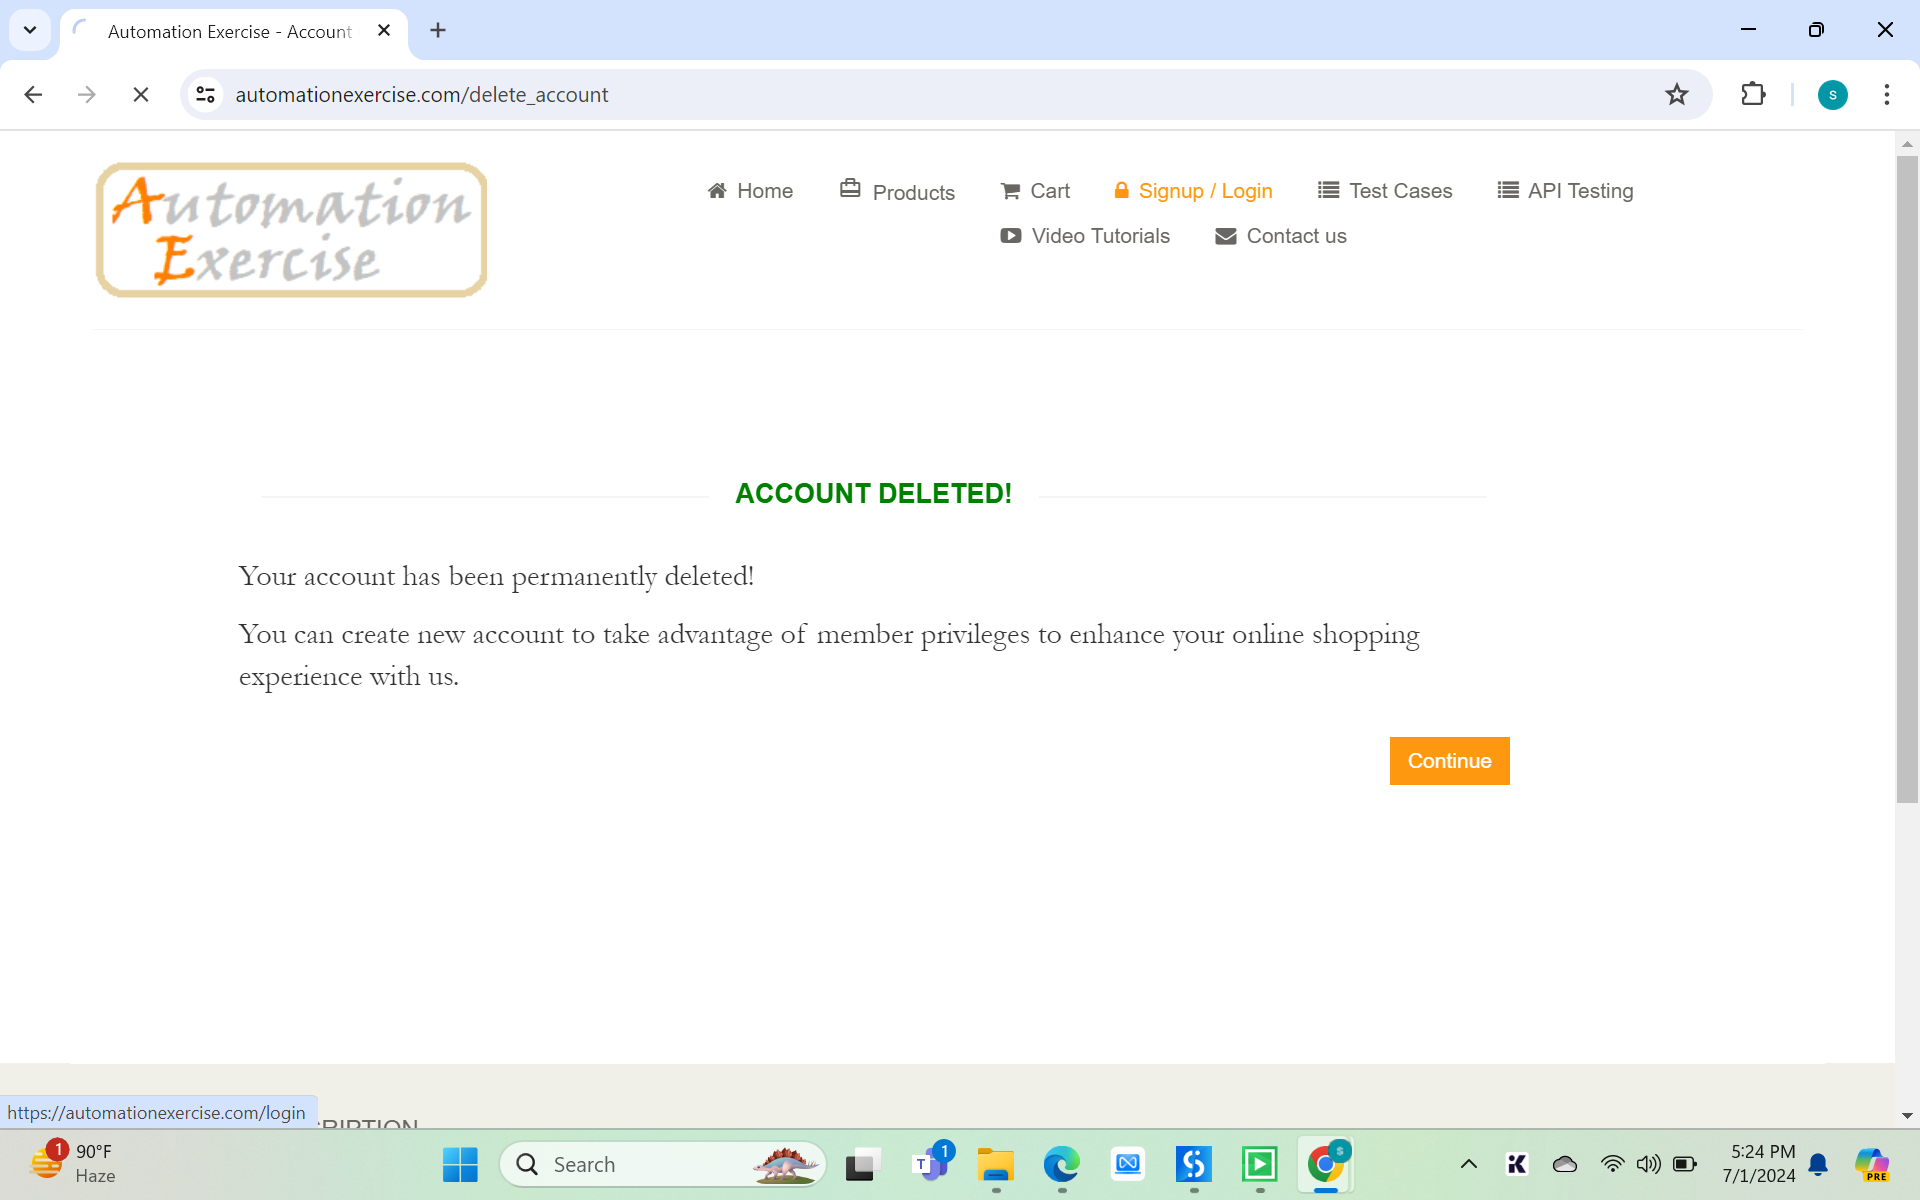 Automation Exercise - Account
automationexercise.com/delete_account
s
Automation
Exercise
Home
Products
Cart
Signup / Login
Test Cases
API Testing
Video Tutorials
Contact us
ACCOUNT DELETED!
Your account has been permanently deleted!
You can create new account to take advantage of member privileges to enhance your online shopping
experience with us.
Continue
https://automationexercise.com/login
RIPTION
1
90°F
Haze
Search
T
1
S
K
5:24 PM
7/1/2024
PRE